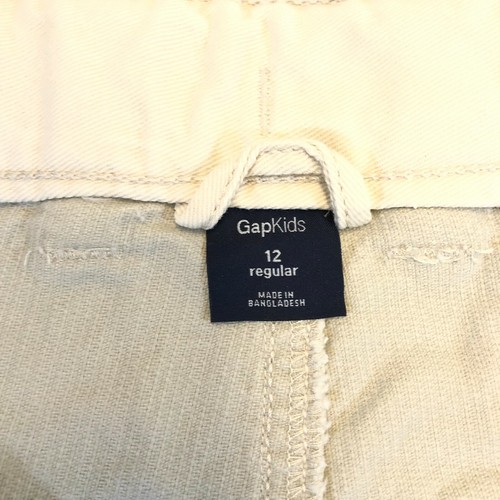 GapKids
12
regular
MADE IN
BANGLADESH